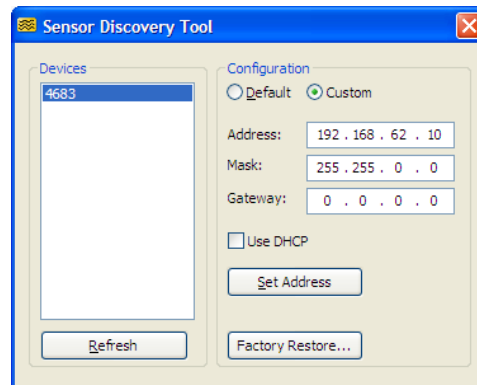 Sensor Discovery Tool
Devices
4683
Refresh
Configuration
Default Custom
Address: 192 . 168 . 62 . 10
Mask: 255 . 255 . 0 . 0
Gateway: 0 . 0 . 0 . 0
Use DHCP
Set Address
Factory Restore...